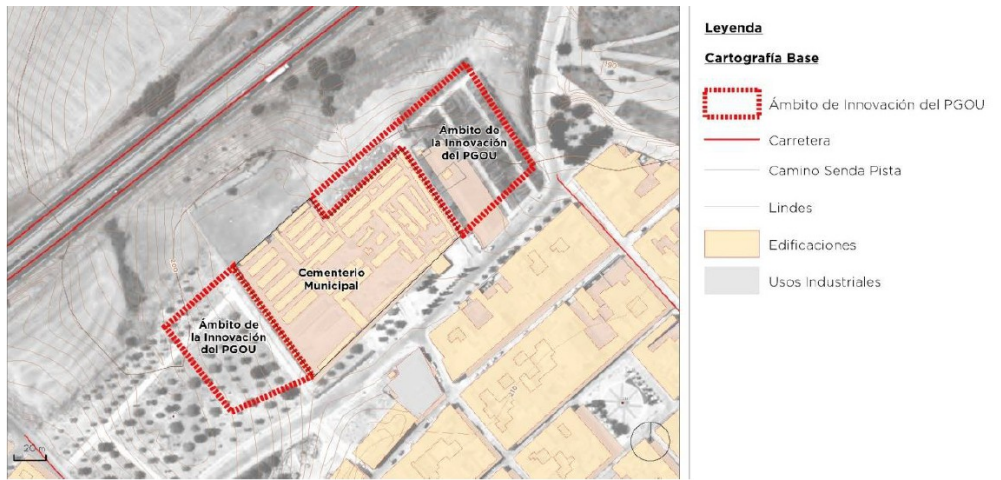 Ámbito de
la Innovación
del PGOU
Cementerio
Municipal
Ámbito de
la Innovación
del PGOU
20 m
210
Leyenda
Cartografía Base
Ámbito de Innovación del PGOU
Carretera
Camino Senda Pista
Lindes
Edificaciones
Usos Industriales